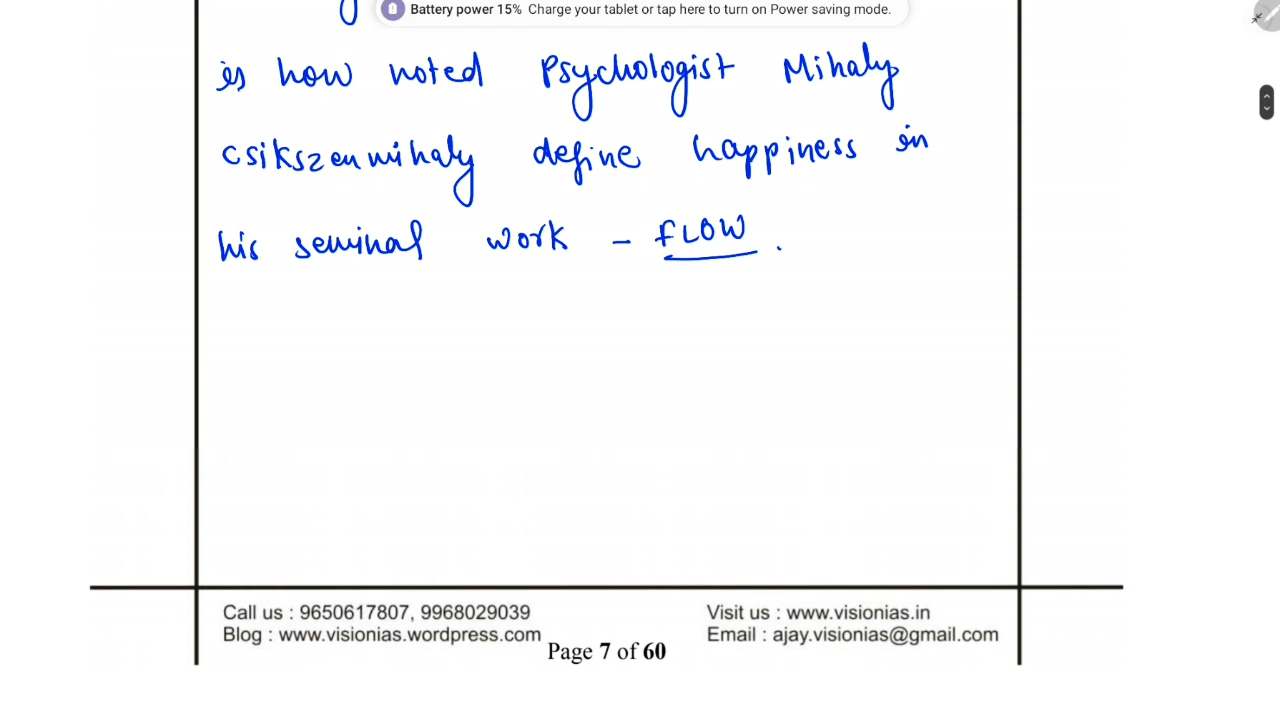 Battery power 15% Charge your tablet or tap here to turn on Power saving mode.
is how noted Psychologist Mihaly
csikszenmihaly define happiness in
his seminal work - FLOW.
Call us : 9650617807, 9968029039
Visit us : www.visionias.in
Blog : www.visionias.wordpress.com
Email : ajay.visionias@gmail.com
Page 7 of 60